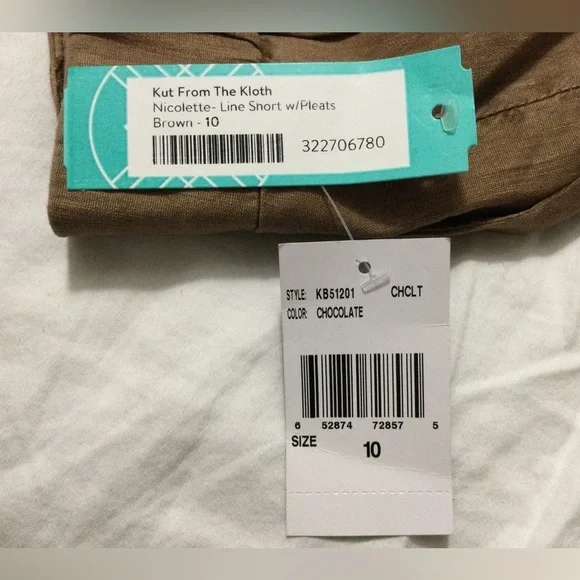 Kut From The Kloth
Nicolette- Line Short w/Pleats
Brown - 10
322706780
STYLE: KB51201 CHCLT
COLOR: CHOCOLATE
6 52874 72857 5
SIZE 10